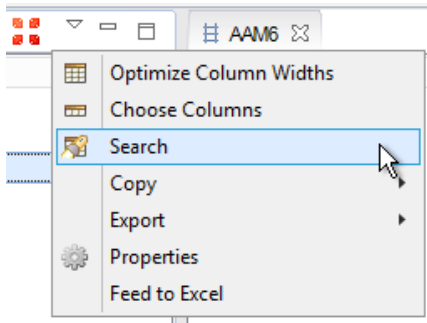 AAM6
Optimize Column Widths
Choose Columns
Search
Copy
Export
Properties
Feed to Excel